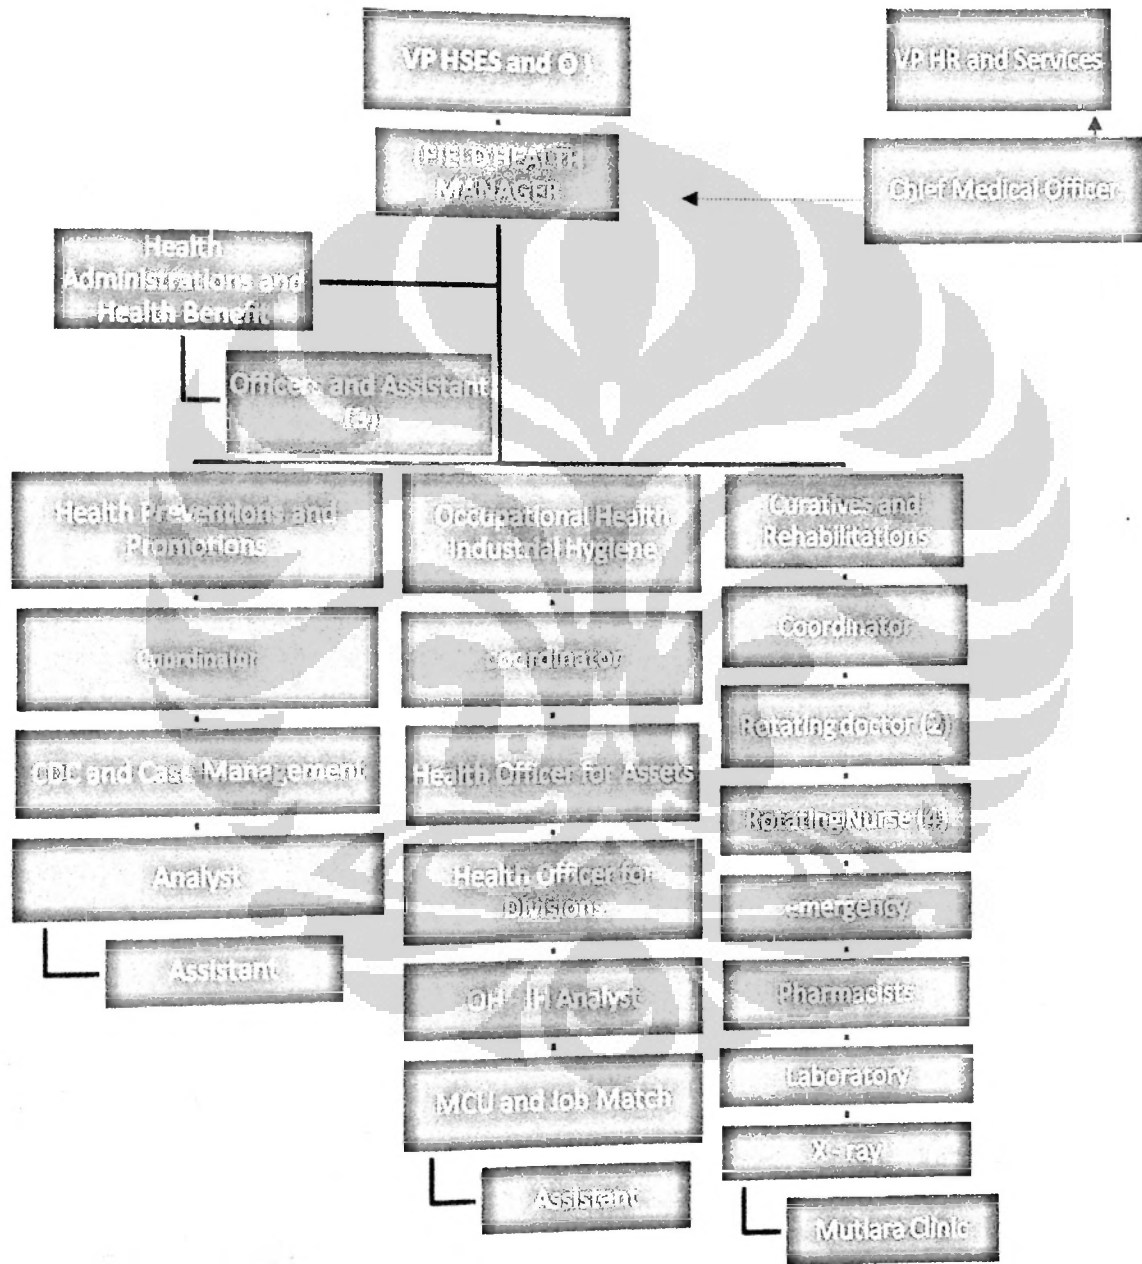 VP HSES and O I
VP HR and Services
FIELD HEALTH
MANAGER
Chief Medical Officer
Health
Administrations and
Health Benefit
Officers and Assistant
Health Preventions and
Promotions
Occupational Health
Industrial Hygiene
Curatives and
Rehabilitations
Coordinator
Coordinator
Coordinator
CDC and Case Management
Health Officer for Assets
Rotating doctor (2)
Rotating Nurse (4)
Analyst
Health Officer for
Divisions
emergency
Assistant
OH - IH Analyst
Pharmacists
Laboratory
MCU and Job Match
X - ray
Assistant
Mutiara Clinic